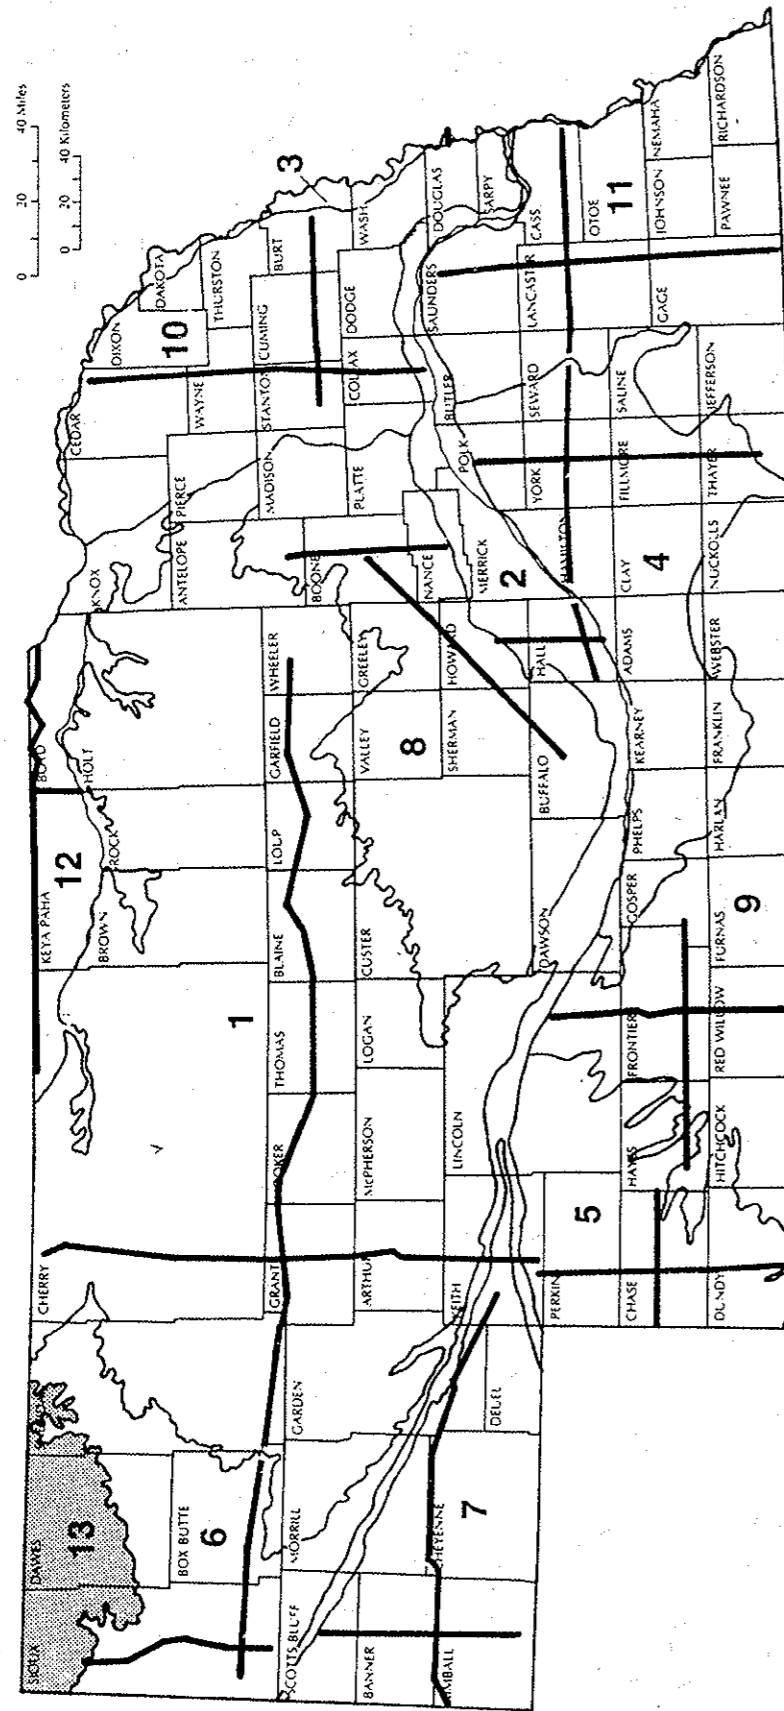 40 Miles
0
20
40 Kilometers
0
20
SIOUX
DAWES
13
BOX BUTTE
6
SCOTTS BLUFF
MORRILL
BANNER
KIMBALL
CHEYENNE
7
GARDEN
DEUEL
CHERRY
GRANT
HOOKER
THOMAS
BLAINE
LOUP
GARFIELD
WHEELER
1
KEYA PAHA
12
BROWN
ROCK
BOYD
HOLT
ARTHUR
McPHERSON
LOGAN
CUSTER
VALLEY
GREELEY
8
KEITH
LINCOLN
SHERMAN
HOWARD
PERKIN
5
DAWSON
BUFFALO
HALL
CHASE
HAYES
FRONTIER
GOSPER
PHELPS
KEARNEY
ADAMS
DUNDY
HITCHCOCK
RED WILLOW
FURNAS
9
HARLAN
FRANKLIN
WEBSTER
KNOX
CEDAR
DIXON
DAKOTA
10
ANTELOPE
PIERCE
WAYNE
THURSTON
BOONE
MADISON
STANTON
CUMING
BURT
3
NANCE
PLATTE
COLFAX
DODGE
WASH
MERRICK
2
POLK
BUTLER
SAUNDERS
DOUGLAS
SARPY
HAMILTON
YORK
SEWARD
LANCASTER
CASS
CLAY
4
FILLMORE
SALINE
OTOE
11
NUCKOLLS
THAYER
JEFFERSON
GAGE
JOHNSON
NEMAHA
PAWNEE
RICHARDSON